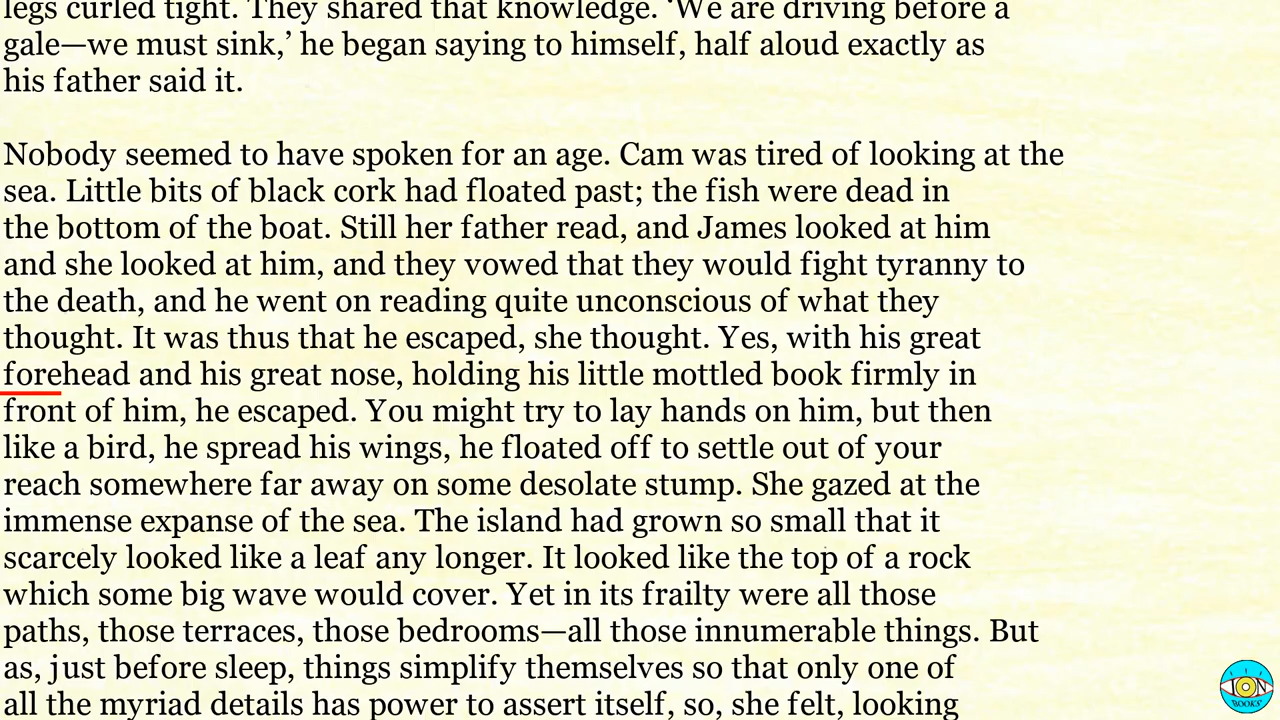 legs curled tight. They shared that knowledge. ‘We are driving before a
gale—we must sink,’ he began saying to himself, half aloud exactly as
his father said it.
Nobody seemed to have spoken for an age. Cam was tired of looking at the
sea. Little bits of black cork had floated past; the fish were dead in
the bottom of the boat. Still her father read, and James looked at him
and she looked at him, and they vowed that they would fight tyranny to
the death, and he went on reading quite unconscious of what they
thought. It was thus that he escaped, she thought. Yes, with his great
forehead and his great nose, holding his little mottled book firmly in
front of him, he escaped. You might try to lay hands on him, but then
like a bird, he spread his wings, he floated off to settle out of your
reach somewhere far away on some desolate stump. She gazed at the
immense expanse of the sea. The island had grown so small that it
scarcely looked like a leaf any longer. It looked like the top of a rock
which some big wave would cover. Yet in its frailty were all those
paths, those terraces, those bedrooms—all those innumerable things. But
as, just before sleep, things simplify themselves so that only one of
all the myriad details has power to assert itself, so, she felt, looking
ION
BOOKS